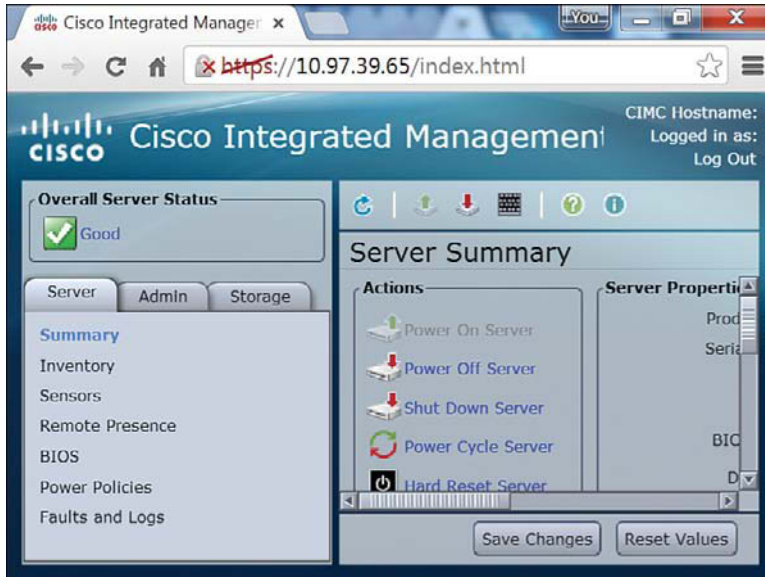 Cisco Integrated Manager
You
https://10.97.39.65/index.html
CISCO
Cisco Integrated Management
CIMC Hostname:
Logged in as:
Log Out
Overall Server Status
Good
Server
Admin
Storage
Summary
Inventory
Sensors
Remote Presence
BIOS
Power Policies
Faults and Logs
Server Summary
Actions
Power On Server
Power Off Server
Shut Down Server
Power Cycle Server
Hard Reset Server
Server Properti
Prod
Seria
BIO
D
Save Changes
Reset Values